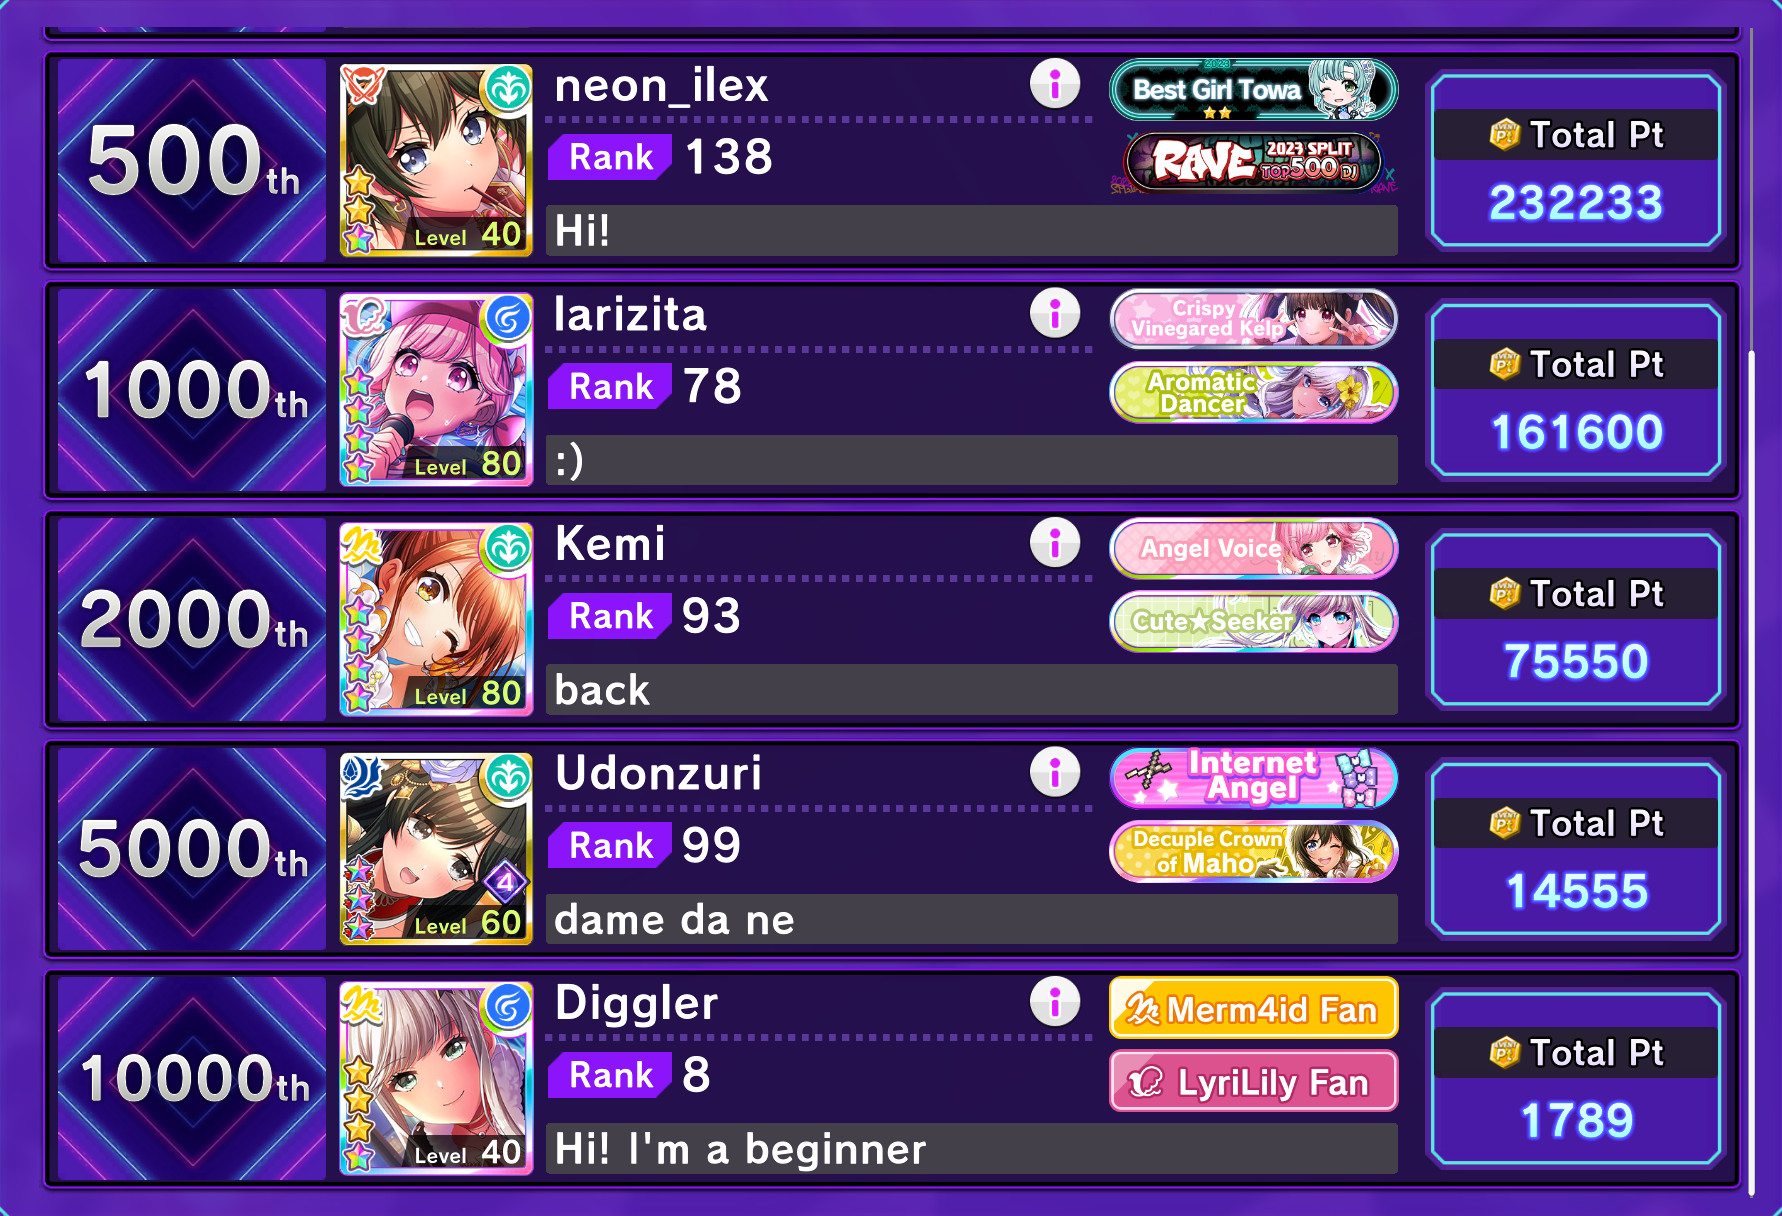 500th
neon_ilex
Rank 138
Hi!
Level 40
2023
Best Girl Towa
RAVE 2023 SPLIT
TOP500 DJ
Total Pt
232233
1000th
larizita
Rank 78
:)
Level 80
Crispy
Vinegared Kelp
Aromatic
Dancer
Total Pt
161600
2000th
Kemi
Rank 93
back
Level 80
Angel Voice
Cute★Seeker
Total Pt
75550
5000th
Udonzuri
Rank 99
dame da ne
4
Level 60
Internet
Angel
Decuple Crown
of Maho
Total Pt
14555
10000th
Diggler
Rank 8
Hi! I'm a beginner
Level 40
Merm4id Fan
LyriLily Fan
Total Pt
1789